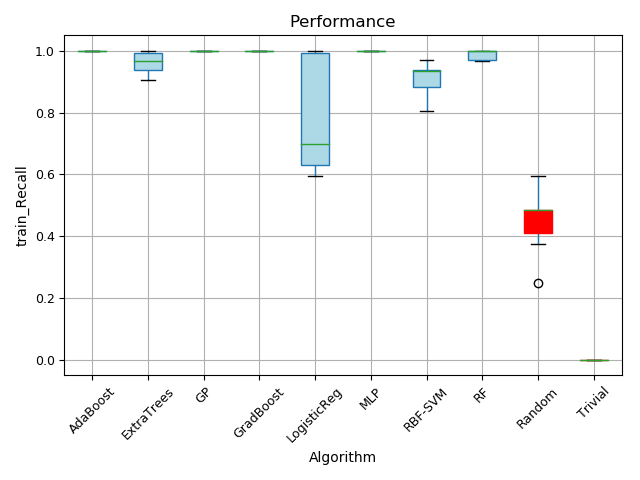 Performance
train_Recall
1.0
0.8
0.6
0.4
0.2
0.0
AdaBoost
ExtraTrees
GP
GradBoost
LogisticReg
MLP
RBF-SVM
RF
Random
Trivial
Algorithm